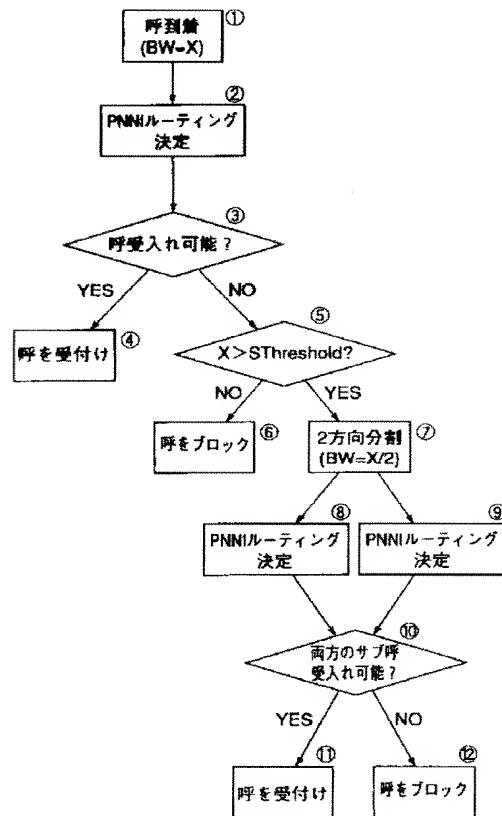 ①
呼到着
(BW=X)
②
PNNIルーティング
決定
③
呼受入れ可能？
YES
NO
④
呼を受付け
⑤
X＞SThreshold?
NO
YES
⑥
呼をブロック
⑦
2方向分割
(BW=X/2)
⑧
PNNIルーティング
決定
⑨
PNNIルーティング
決定
⑩
両方のサブ呼
受入れ可能？
YES
NO
⑪
呼を受付け
⑫
呼をブロック